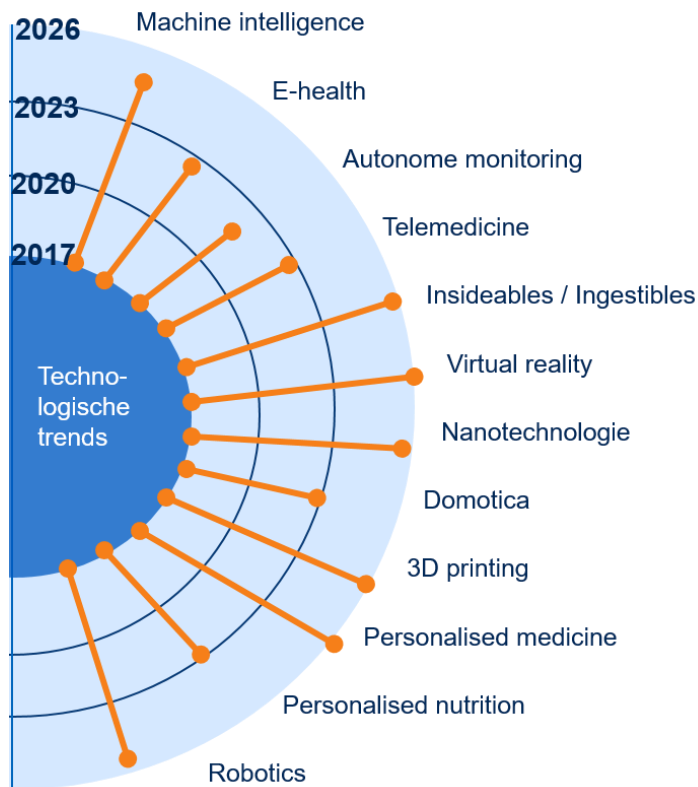 2026
Machine intelligence
E-health
2023
Autonome monitoring
2020
Telemedicine
2017
Insideables / Ingestibles
Virtual reality
Techno-
logische
trends
Nanotechnologie
Domotica
3D printing
Personalised medicine
Personalised nutrition
Robotics